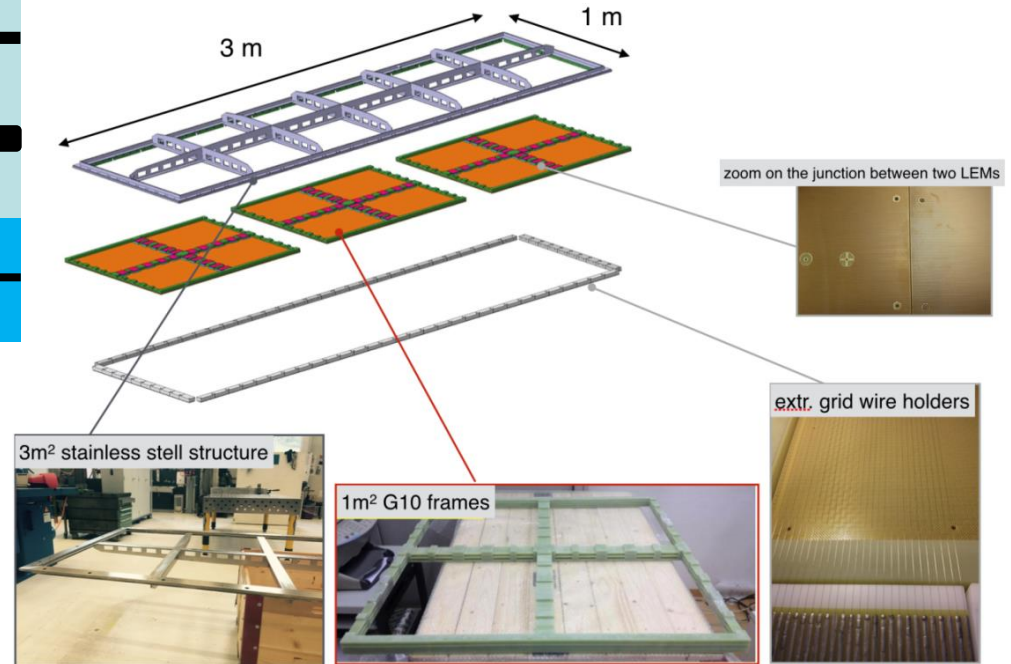 1 m
3 m
zoom on the junction between two LEMs
extr. grid wire holders
3m² stainless stell structure
1m² G10 frames